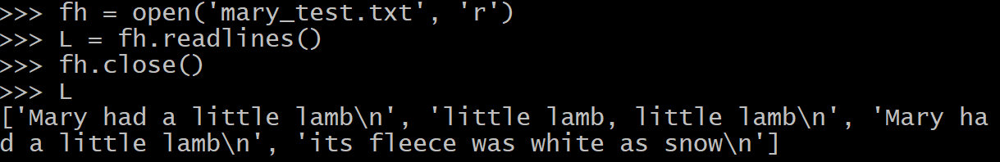 >>> fh = open('mary_test.txt', 'r')
>>> L = fh.readlines()
>>> fh.close()
>>> L
['Mary had a little lamb\n', 'little lamb, little lamb\n', 'Mary ha
d a little lamb\n', 'its fleece was white as snow\n']